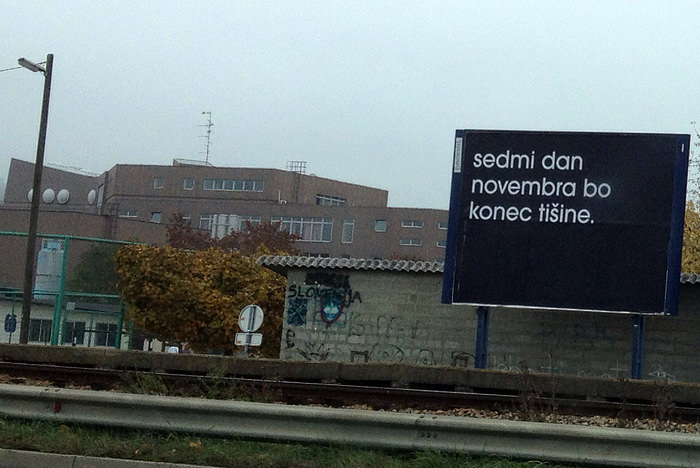 sedmi dan
novembra bo
konec tišine.
SLOVENIJA